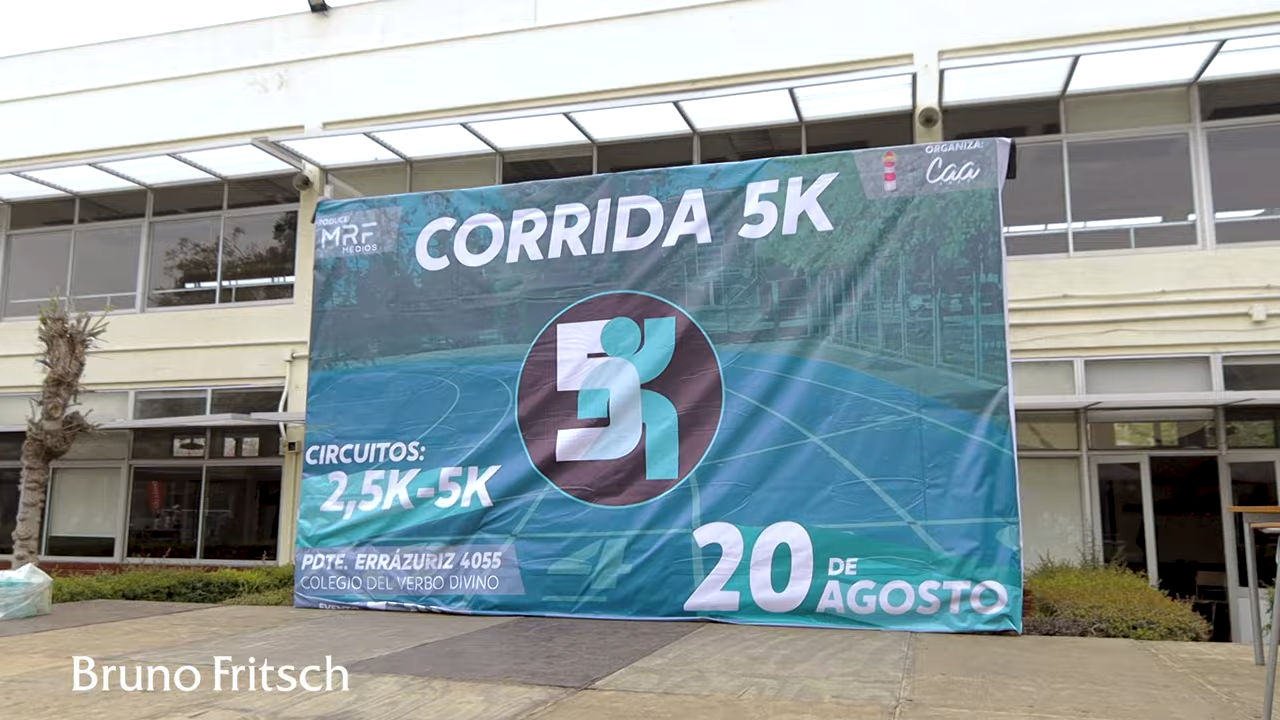 ORGANIZA:
Caa
MRF
MEDIOS
CORRIDA 5K
5K
CIRCUITOS:
2,5K-5K
PDTE. ERRÁZURIZ 4055
COLEGIO DEL VERBO DIVINO
20 DE AGOSTO
EVENTO
Bruno Fritsch